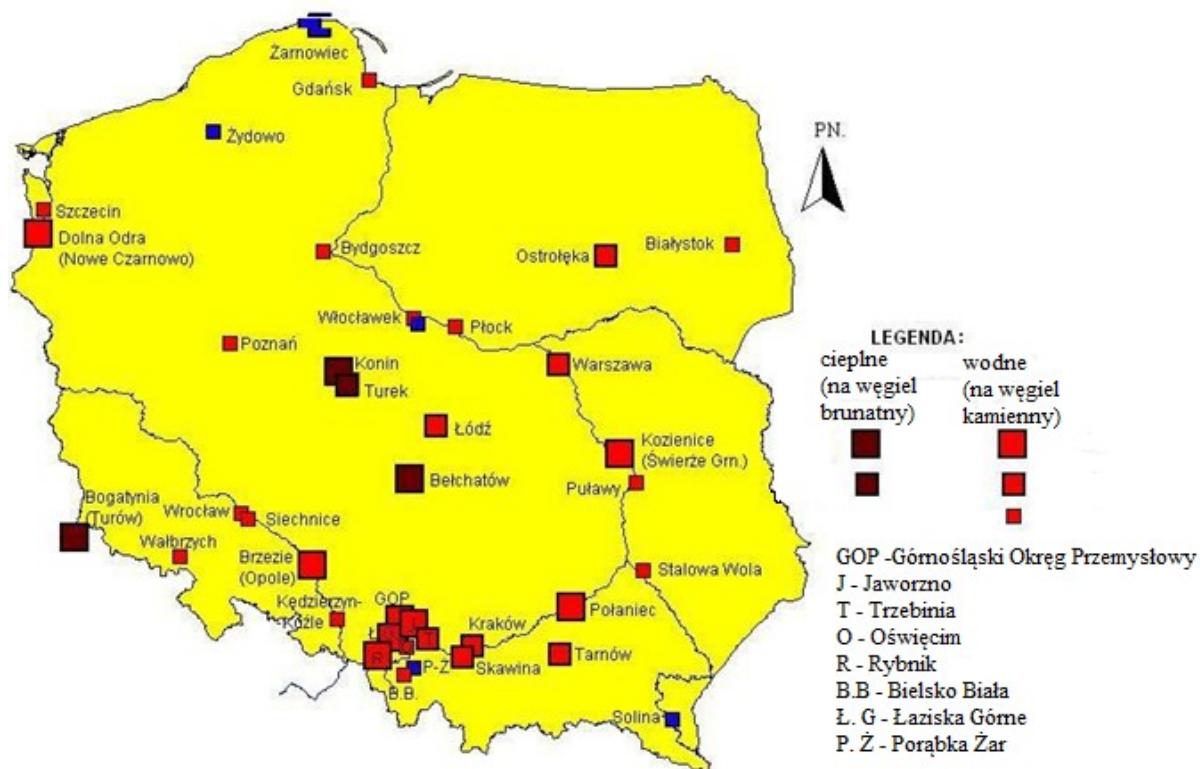 Żarnowiec
Gdańsk
Żydowo
PN.
Szczecin
Dolna Odra
(Nowe Czarnowo)
Bydgoszcz
Ostrołęka
Białystok
Włocławek
Płock
Poznań
Konin
Turek
Warszawa
Łódź
Kozienice
(Świerże Grn.)
Bełchatów
Puławy
Bogatynia
(Turów)
Wrocław
Siechnice
Wałbrzych
Brzezie
(Opole)
Stalowa Wola
Kędzierzyn-
Koźle
GOP
Połaniec
Kraków
Ł
T
R
Skawina
Tarnów
P-Ż
B.B.
Solina
LEGENDA:
cieplne
(na węgiel
brunatny)
wodne
(na węgiel
kamienny)
GOP -Górnośląski Okręg Przemysłowy
J - Jaworzno
T - Trzebinia
O - Oświęcim
R - Rybnik
B.B - Bielsko Biała
Ł. G - Łaziska Górne
P. Ż - Porąbka Żar